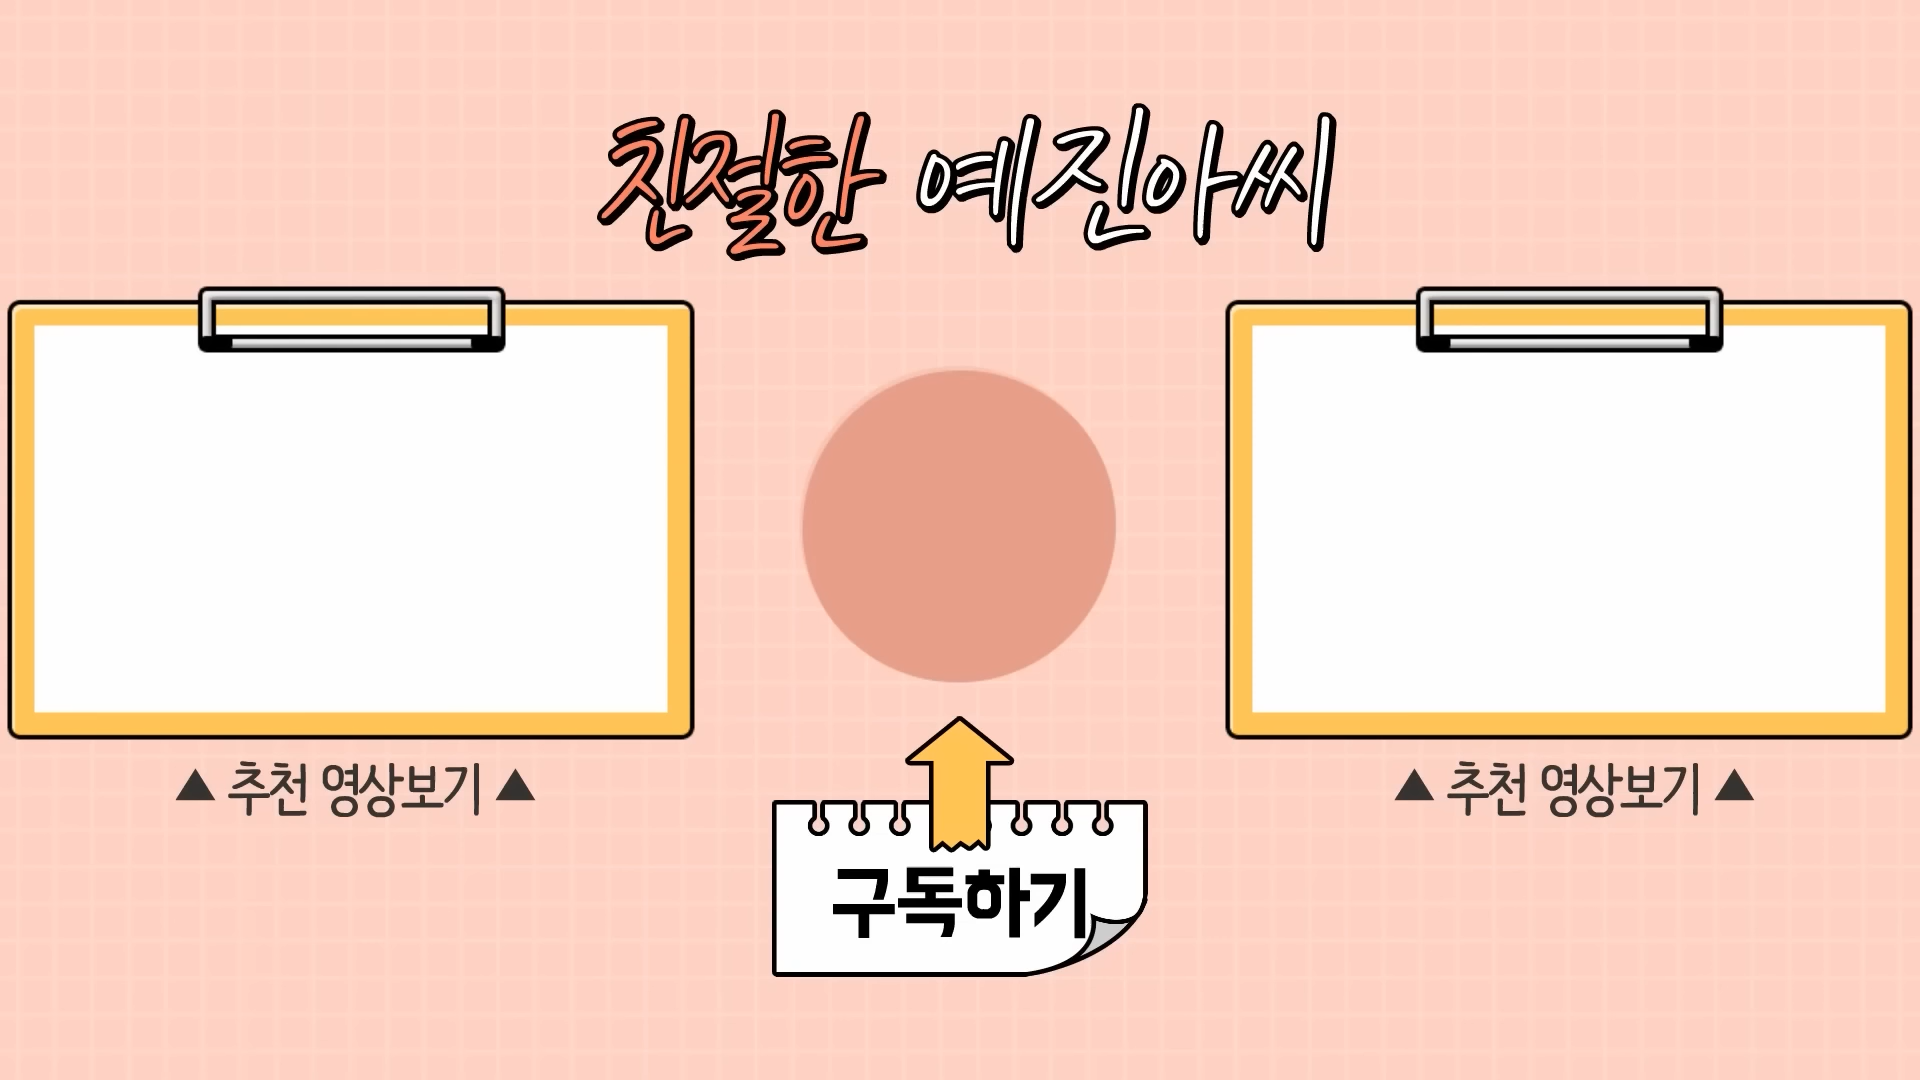 친절한 예진아씨
▲ 추천 영상보기 ▲
▲ 추천 영상보기 ▲
구독하기